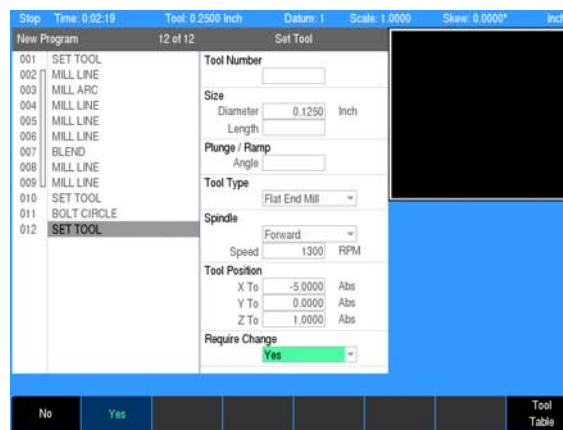 Stop Time: 0:02:19 Tool: 0.2500 Inch Datum: 1 Scale: 1.0000 Skew: 0.0000° Inch
New Program 12 of 12 Set Tool
001 SET TOOL
002 MILL LINE
003 MILL ARC
004 MILL LINE
005 MILL LINE
006 MILL LINE
007 BLEND
008 MILL LINE
009 MILL LINE
010 SET TOOL
011 BOLT CIRCLE
012 SET TOOL
Tool Number
Size
Diameter 0.1250 Inch
Length
Plunge / Ramp
Angle
Tool Type
Flat End Mill
Spindle
Forward
Speed 1300 RPM
Tool Position
X To -5.0000 Abs
Y To 0.0000 Abs
Z To 1.0000 Abs
Require Change
Yes
No Yes Tool
Table